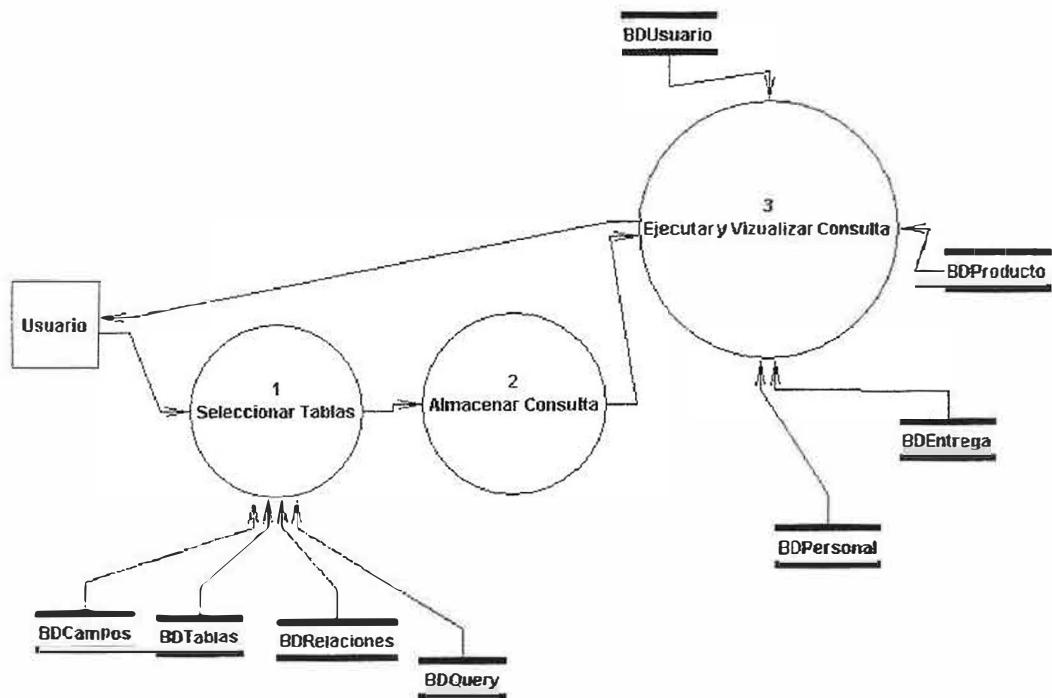 BDUsuario
3
Ejecutar y Vizualizar Consulta
BDProducto
Usuario
1
Seleccionar Tablas
2
Almacenar Consulta
BDEntrega
BDPersonal
BDCampos
BDTablas
BDRelaciones
BDQuery